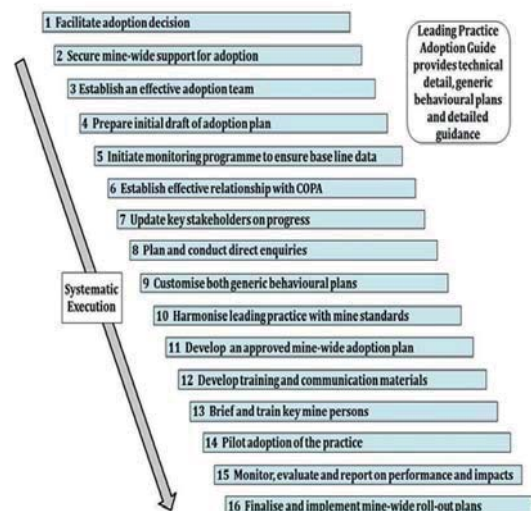 1 Facilitate adoption decision
2 Secure mine-wide support for adoption
3 Establish an effective adoption team
4 Prepare initial draft of adoption plan
5 Initiate monitoring programme to ensure base line data
6 Establish effective relationship with COPA
7 Update key stakeholders on progress
8 Plan and conduct direct enquiries
9 Customise both generic behavioural plans
10 Harmonise leading practice with mine standards
11 Develop an approved mine-wide adoption plan
12 Develop training and communication materials
13 Brief and train key mine persons
14 Pilot adoption of the practice
15 Monitor, evaluate and report on performance and impacts
16 Finalise and implement mine-wide roll-out plans
Leading Practice
Adoption Guide
provides technical
detail, generic
behavioural plans
and detailed
guidance
Systematic
Execution